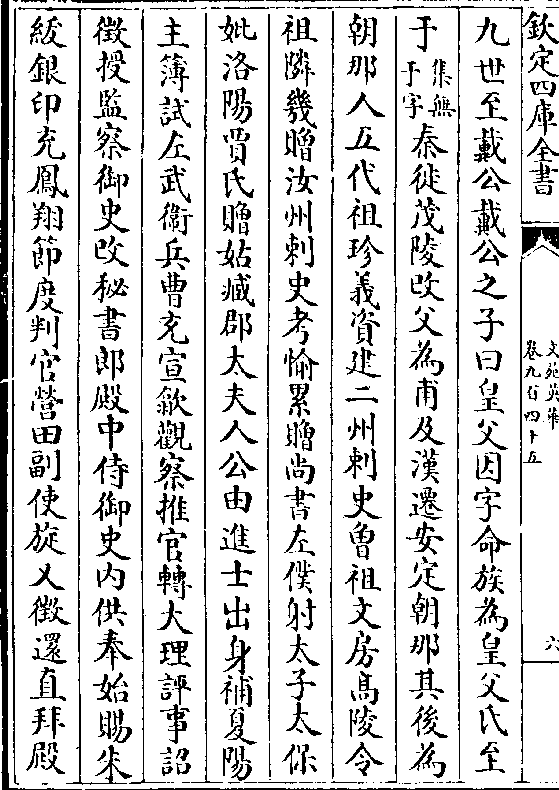 欽定四庫全書
文苑英華
卷九百四十五
六
九世至戴公戴公之子曰皇父因字命族為皇父氏至
于集無于字秦徙茂陵改父為甫及漢遷安定朝那其後為
朝那人五代祖珍義資建二州刺史曾祖文房高陵令
祖隣幾贈汝州刺史考愉累贈尚書左僕射太子太保
妣洛陽賈氏贈姑臧郡太夫人公由進士出身補夏陽
主簿試左武衛兵曹充宣歙觀察推官轉大理評事詔
徵授監察御史改秘書郎殿中侍御史内供奉始賜朱
紱銀印充鳳翔節度判官營田副使旋乂徵還直拜殿